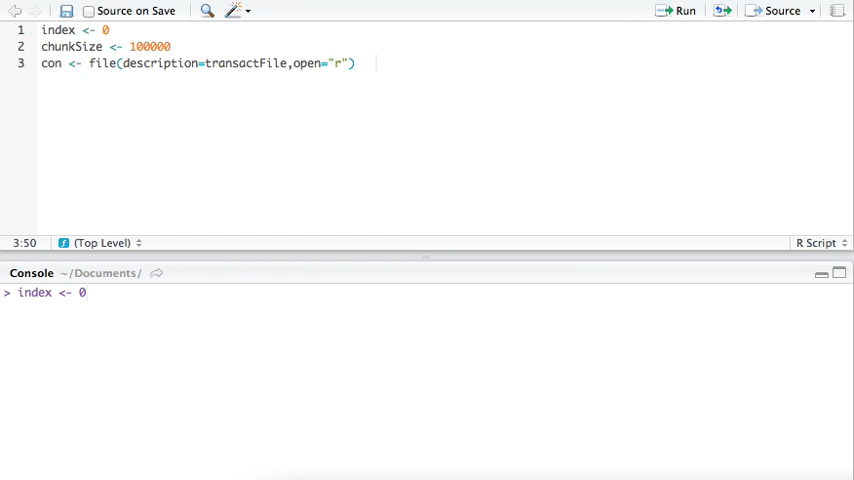 Source on Save
Run
Source
1 index <- 0
2 chunkSize <- 100000
3 con <- file(description=transactFile,open="r")
3:50 (Top Level) R Script
Console ~/Documents/
> index <- 0